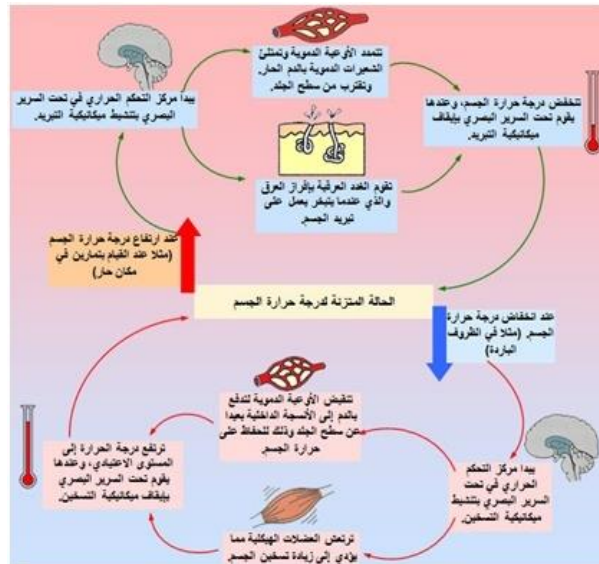 تتمدد الأوعية الدموية وتمتلئ
الشعيرات الدموية بالدم الحار،
وتقترب من سطح الجلد.
يبدأ مركز التحكم الحراري في تحت السرير
البصري بتنشيط ميكانيكية التبريد.
تنخفض درجة حرارة الجسم، وعندها
يقوم تحت السرير البصري بإيقاف
ميكانيكية التبريد.
تقوم الغدد العرقية بإفراز العرق
والذي عندما يتبخر يعمل على
تبريد الجسم.
عند ارتفاع درجة حرارة الجسم
(مثلا عند القيام بتمارين في
مكان حار)
الحالة المتزنة لدرجة حرارة الجسم
عند انخفاض درجة حرارة
الجسم. (مثلا في الظروف
الباردة)
تنقبض الأوعية الدموية لتدفع
بالدم إلى الأنسجة الداخلية بعيدا
عن سطح الجلد وذلك للحفاظ على
حرارة الجسم.
ترتفع درجة الحرارة إلى
المستوى الاعتيادي، وعندها
يقوم تحت السرير البصري
بإيقاف ميكانيكية التسخين.
يبدأ مركز التحكم
الحراري في تحت
السرير البصري بتنشيط
ميكانيكية التسخين.
ترتعش العضلات الهيكلية مما
يؤدي إلى زيادة تسخين الجسم.